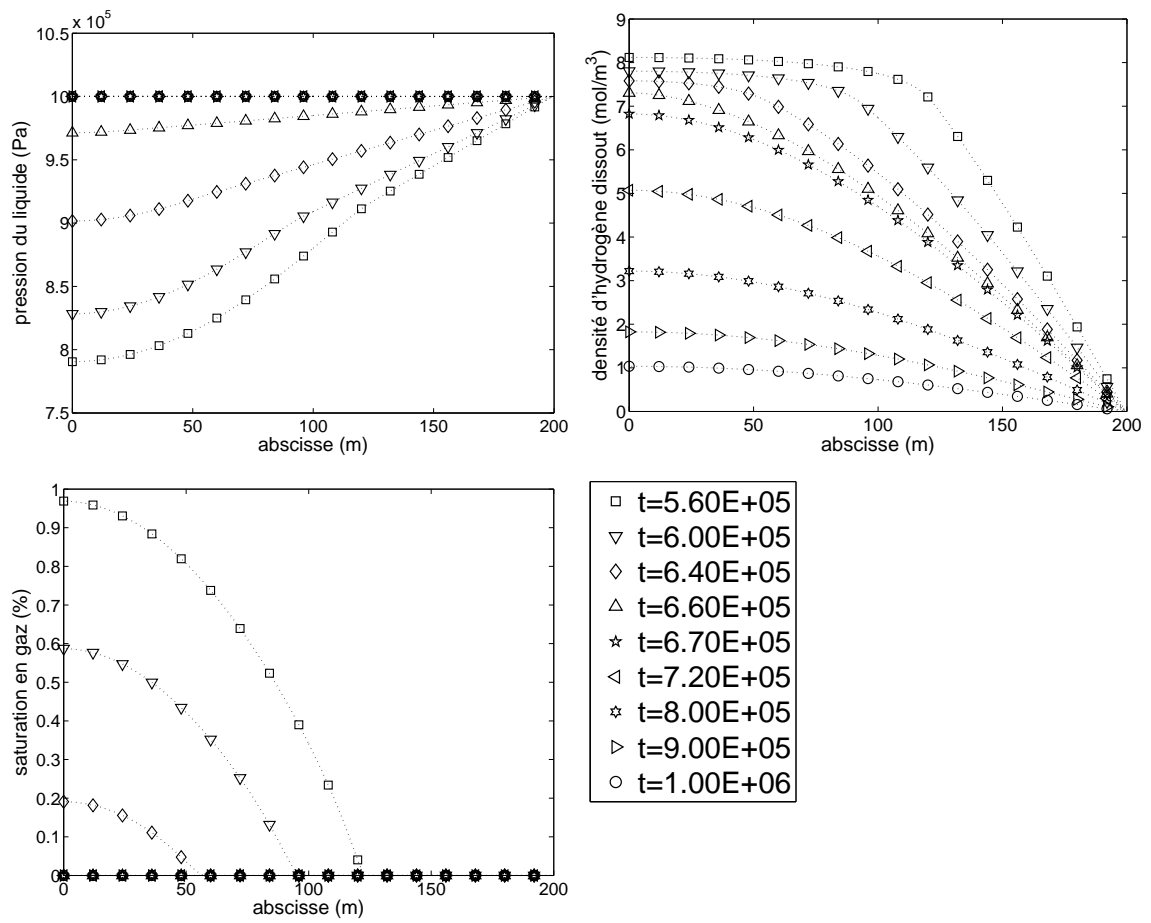 x 10⁵
10.5
10
9.5
9
8.5
8
7.5
0
50
100
150
200
abscisse (m)
pression du liquide (Pa)
9
8
7
6
5
4
3
2
1
0
0
50
100
150
200
abscisse (m)
densité d'hydrogène dissout (mol/m³)
1
0.9
0.8
0.7
0.6
0.5
0.4
0.3
0.2
0.1
0
0
50
100
150
200
abscisse (m)
saturation en gaz (%)
t=5.60E+05
t=6.00E+05
t=6.40E+05
t=6.60E+05
t=6.70E+05
t=7.20E+05
t=8.00E+05
t=9.00E+05
t=1.00E+06